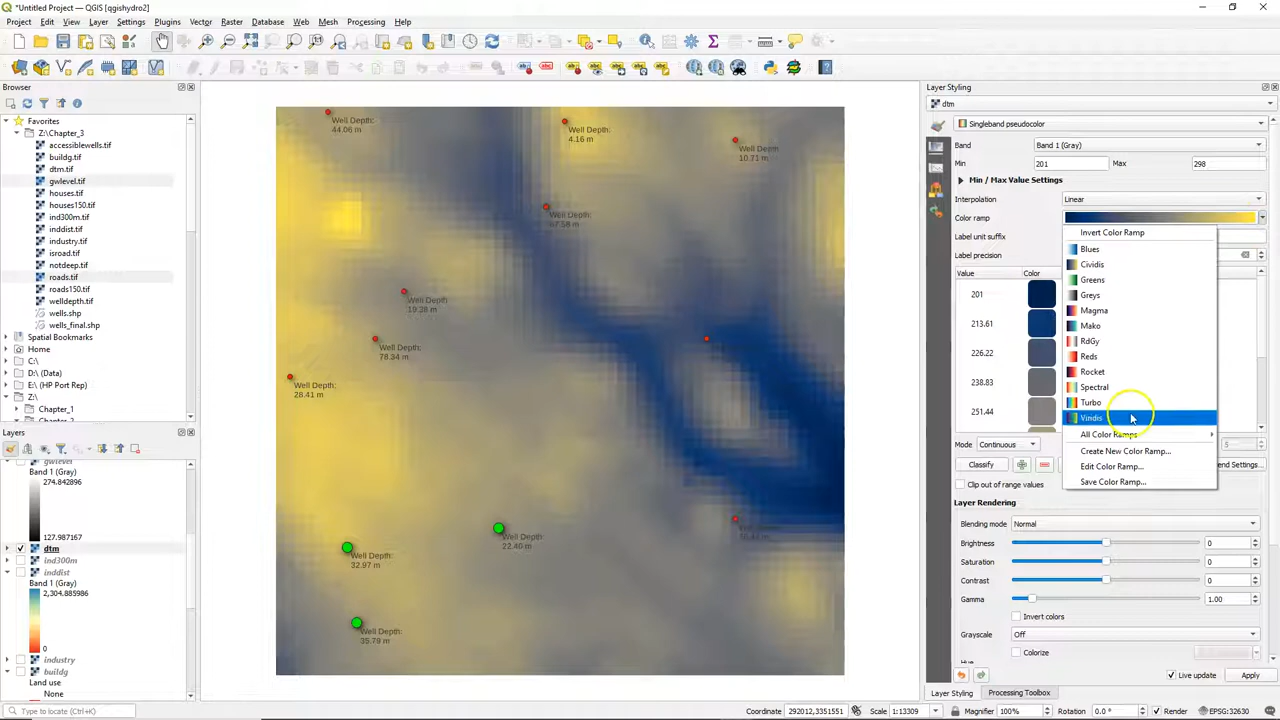 *Untitled Project — QGIS [qgishydro2]
Project Edit View Layer Settings Plugins Vector Raster Database Web Mesh Processing Help
Browser
Favorites
Z:\Chapter_3
accessiblewells.tif
buildg.tif
dtm.tif
gwlevel.tif
houses.tif
houses150.tif
ind300m.tif
inddist.tif
industry.tif
isroad.tif
notdeep.tif
roads.tif
roads150.tif
welldepth.tif
wells.shp
wells_final.shp
Spatial Bookmarks
Home
C:\
D:\ (Data)
E:\ (HP Port Rep)
Z:\
Chapter_1
Layers
gwlevel
Band 1 (Gray)
274.842896
127.987167
dtm
ind300m
inddist
Band 1 (Gray)
2,304.885986
0
industry
buildg
Land use
None
Well Depth:
44.06 m
Well Depth:
4.16 m
Well Depth
10.71 m
Well Depth:
67.58 m
Well Depth
19.38 m
Well Depth:
78.34 m
Well Depth:
28.41 m
Well Depth:
22.40 m
Well Depth:
32.97 m
Well Depth:
35.79 m
Layer Styling
dtm
Singleband pseudocolor
Band Band 1 (Gray)
Min 201 Max 298
Min / Max Value Settings
Interpolation Linear
Color ramp
Label unit suffix
Label precision
Value Color
201
213.61
226.22
238.83
251.44
Invert Color Ramp
Blues
Cividis
Greens
Greys
Magma
Mako
RdGy
Reds
Rocket
Spectral
Turbo
Viridis
All Color Ramps
Create New Color Ramp...
Edit Color Ramp...
Save Color Ramp...
Mode Continuous 5
Classify
Clip out of range values
Layer Rendering
Blending mode Normal
Brightness 0
Saturation 0
Contrast 0
Gamma 1.00
Invert colors
Grayscale Off
Colorize
Hue
Live update Apply
Layer Styling Processing Toolbox
Type to locate (Ctrl+K) Coordinate 292012,3351551 Scale 1:13309 Magnifier 100% Rotation 0.0 ° Render EPSG:32630